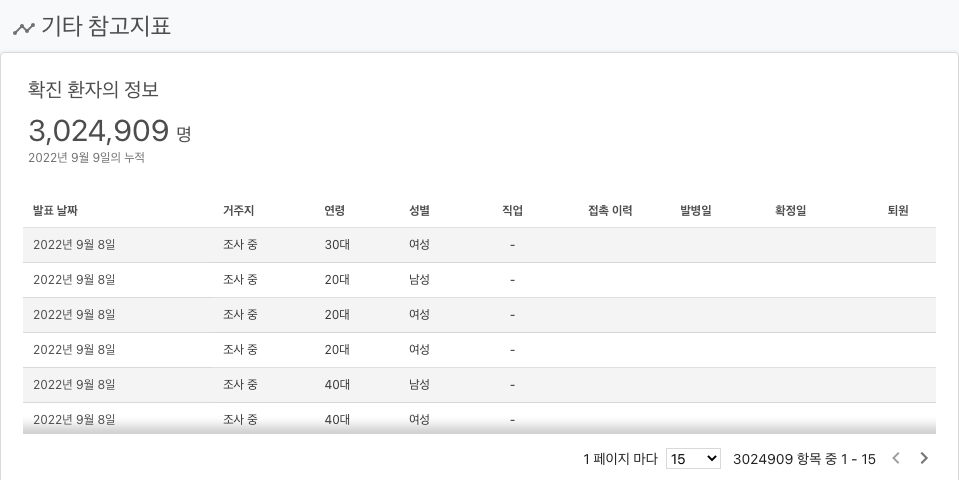 기타 참고지표
확진 환자의 정보
3,024,909 명
2022년 9월 9일의 누적
발표 날짜 거주지 연령 성별 직업 접촉 이력 발병일 확정일 퇴원
2022년 9월 8일 조사 중 30대 여성 -
2022년 9월 8일 조사 중 20대 남성 -
2022년 9월 8일 조사 중 20대 여성 -
2022년 9월 8일 조사 중 20대 여성 -
2022년 9월 8일 조사 중 40대 남성 -
2022년 9월 8일 조사 중 40대 여성 -
1 페이지 마다 15 3024909 항목 중 1 - 15